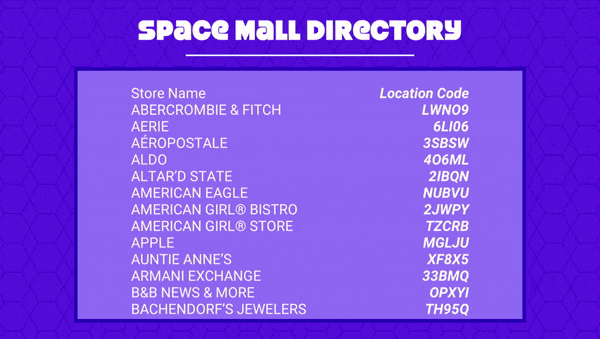 SPACE MALL DIRECTORY
Store Name Location Code
ABERCROMBIE & FITCH LWNO9
AERIE 6LI06
AÉROPOSTALE 3SBSW
ALDO 4O6ML
ALTAR'D STATE 2IBQN
AMERICAN EAGLE NUBVU
AMERICAN GIRL® BISTRO 2JWPY
AMERICAN GIRL® STORE TZCRB
APPLE MGLJU
AUNTIE ANNE'S XF8X5
ARMANI EXCHANGE 33BMQ
B&B NEWS & MORE OPXYI
BACHENDORF'S JEWELERS TH95Q